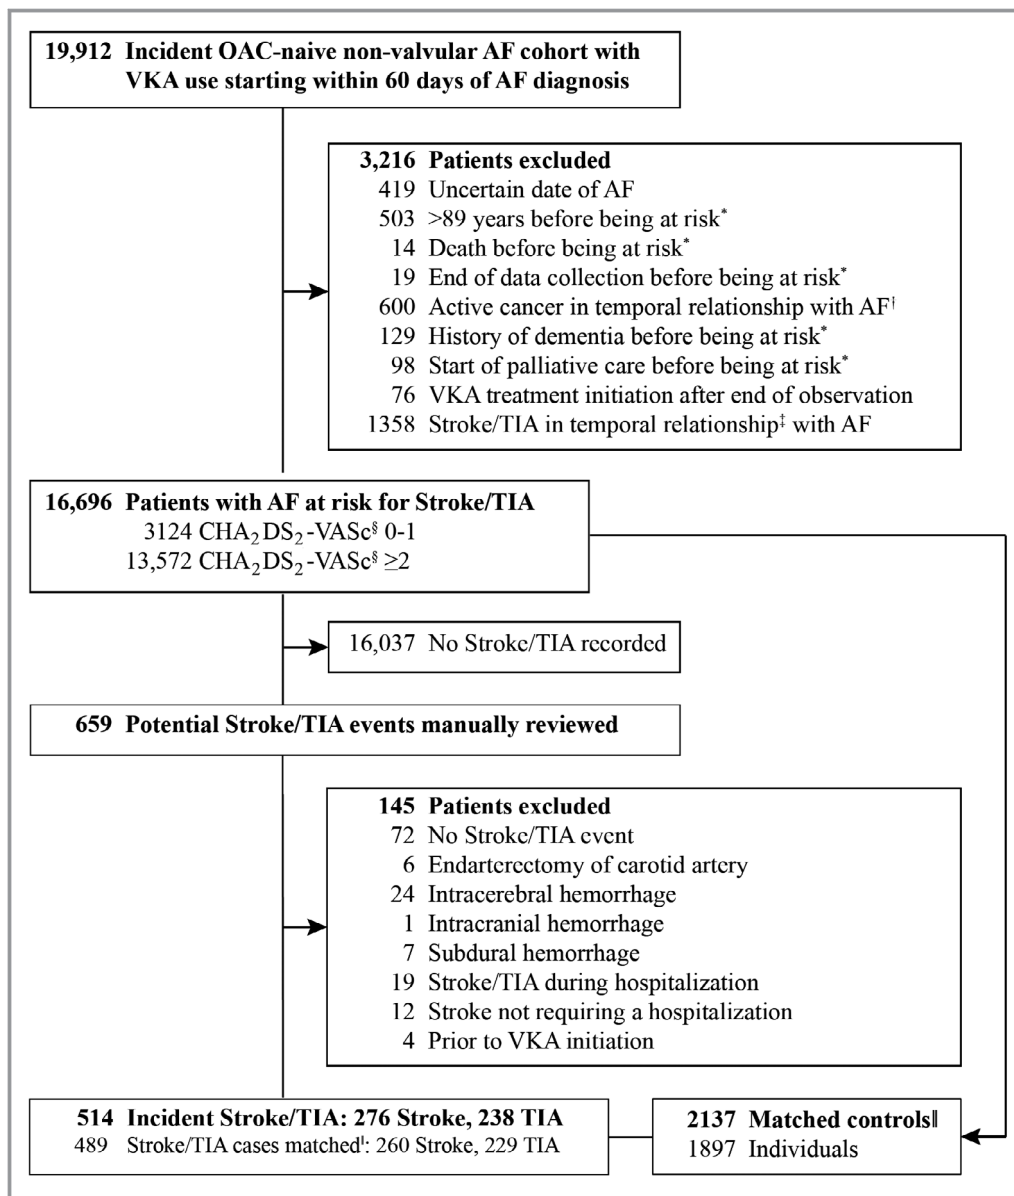 19,912 Incident OAC-naive non-valvular AF cohort with
VKA use starting within 60 days of AF diagnosis
3,216 Patients excluded
419 Uncertain date of AF
503 >89 years before being at risk*
14 Death before being at risk*
19 End of data collection before being at risk*
600 Active cancer in temporal relationship with AF†
129 History of dementia before being at risk*
98 Start of palliative care before being at risk*
76 VKA treatment initiation after end of observation
1358 Stroke/TIA in temporal relationship‡ with AF
16,696 Patients with AF at risk for Stroke/TIA
3124 CHA₂DS₂-VASc§ 0-1
13,572 CHA₂DS₂-VASc§ ≥2
16,037 No Stroke/TIA recorded
659 Potential Stroke/TIA events manually reviewed
145 Patients excluded
72 No Stroke/TIA event
6 Endarterectomy of carotid artery
24 Intracerebral hemorrhage
1 Intracranial hemorrhage
7 Subdural hemorrhage
19 Stroke/TIA during hospitalization
12 Stroke not requiring a hospitalization
4 Prior to VKA initiation
514 Incident Stroke/TIA: 276 Stroke, 238 TIA
489 Stroke/TIA cases matched‖: 260 Stroke, 229 TIA
2137 Matched controls‖
1897 Individuals